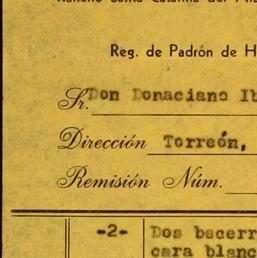 Reg. de Padrón de H
Sr. Don Donaciano Ib
Dirección Torreón,
Remisión Núm.
-2- Dos becerr
cara blanc